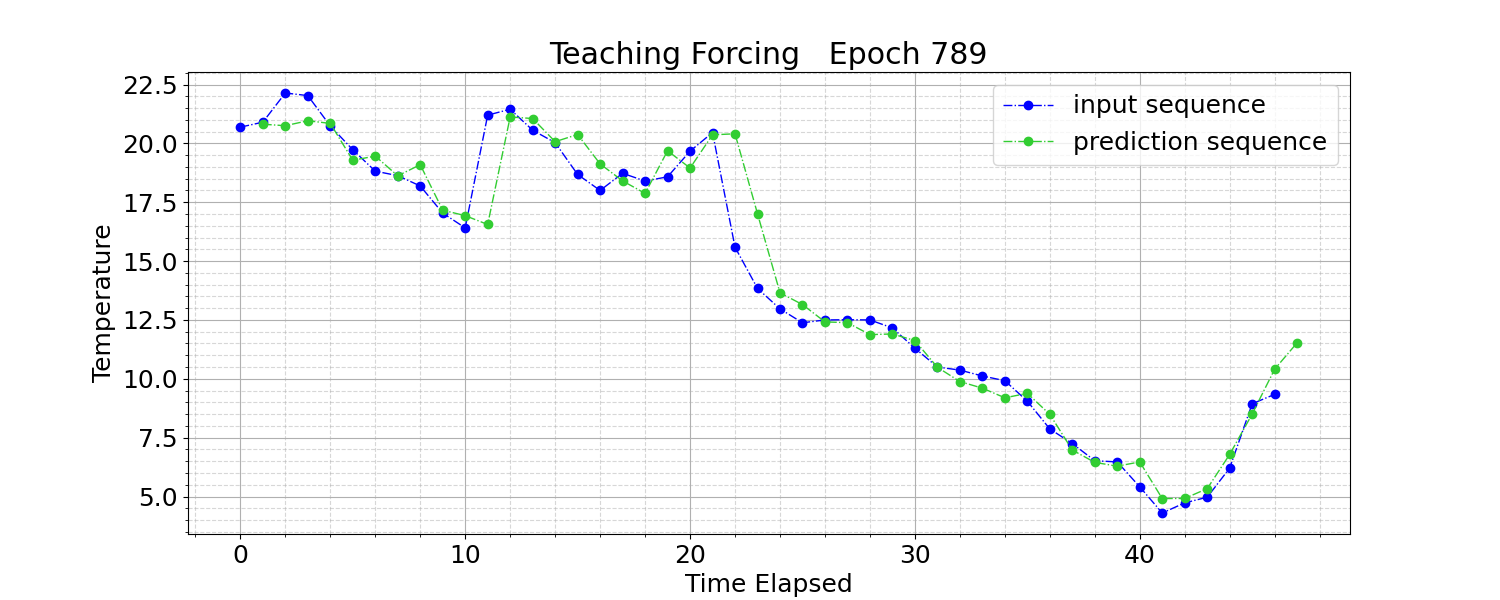 Teaching Forcing   Epoch 789
input sequence
prediction sequence
22.5
20.0
17.5
15.0
12.5
10.0
7.5
5.0
Temperature
0 10 20 30 40
Time Elapsed